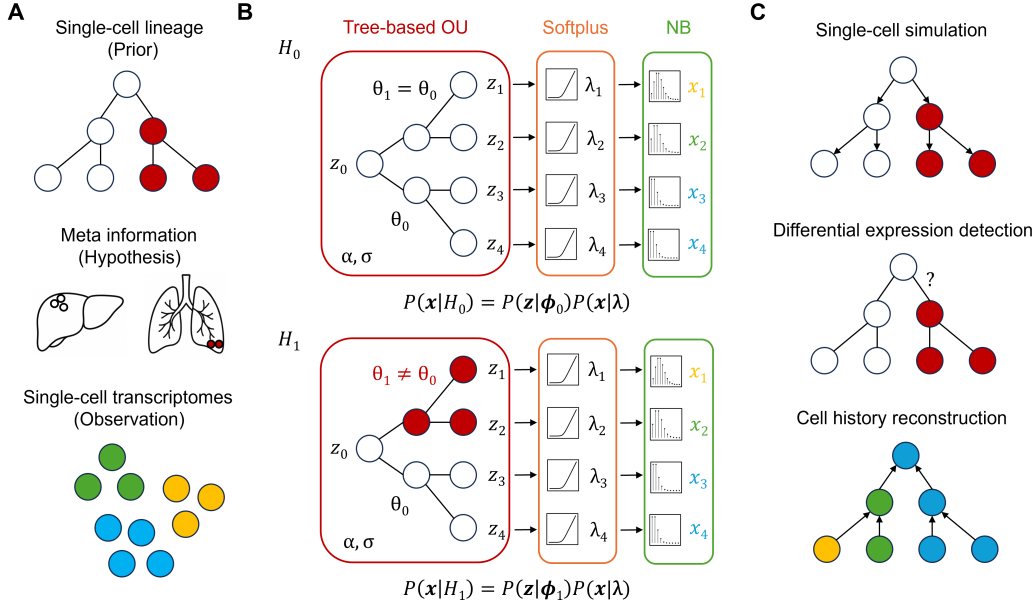 A
Single-cell lineage
(Prior)
Meta information
(Hypothesis)
Single-cell transcriptomes
(Observation)
B
Tree-based OU
Softplus
NB
H₀
θ₁ = θ₀
z₀
θ₀
α, σ
z₁ λ₁ x₁
z₂ λ₂ x₂
z₃ λ₃ x₃
z₄ λ₄ x₄
P(x|H₀) = P(z|ϕ₀)P(x|λ)
H₁
θ₁ ≠ θ₀
z₀
θ₀
α, σ
z₁ λ₁ x₁
z₂ λ₂ x₂
z₃ λ₃ x₃
z₄ λ₄ x₄
P(x|H₁) = P(z|ϕ₁)P(x|λ)
C
Single-cell simulation
Differential expression detection
?
Cell history reconstruction